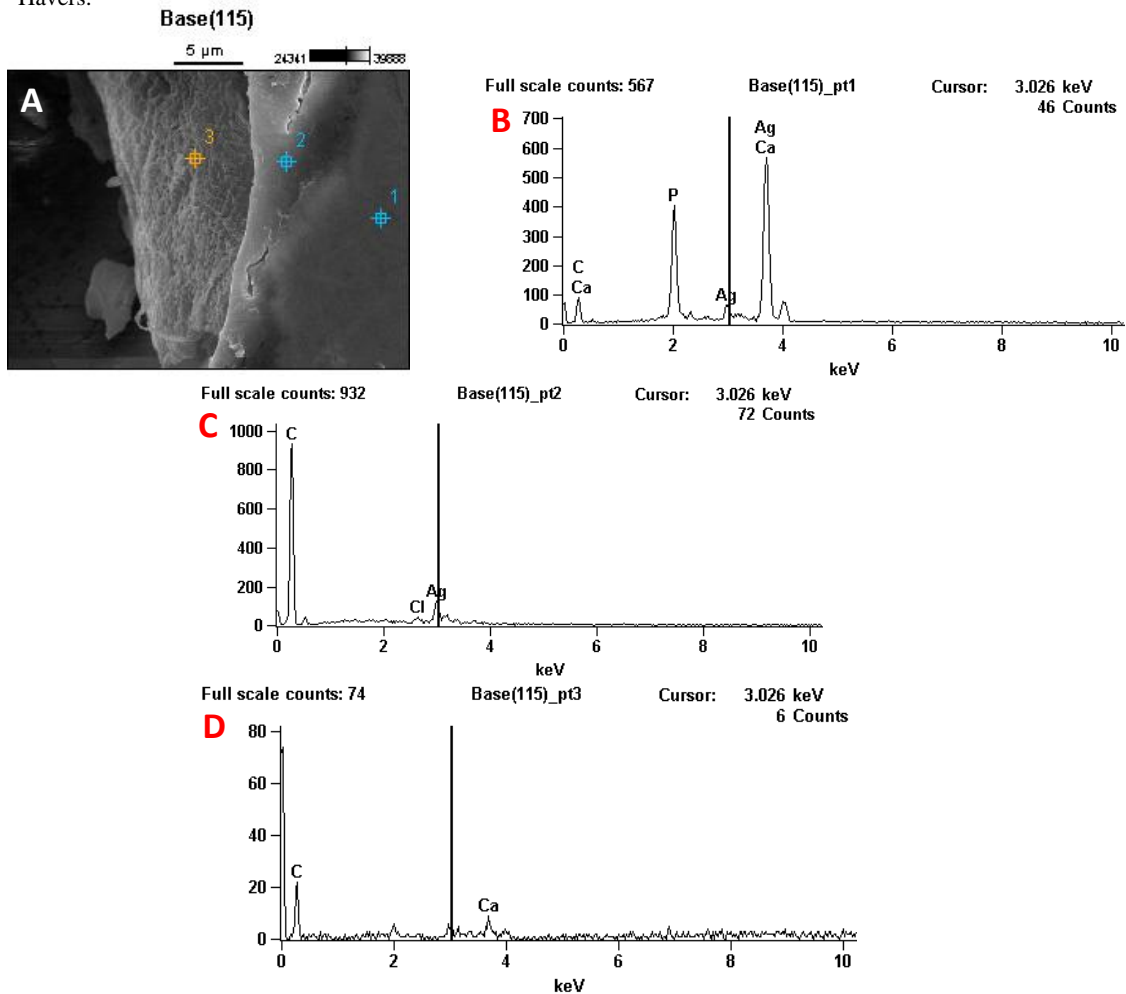 Havers.
Base(115)
5 µm
24341 39888
A
3
2
1
Full scale counts: 567 Base(115)_pt1 Cursor: 3.026 keV
46 Counts
B
700
600
500
400
300
200
100
0
Ag
Ca
P
C
Ca
Ag
0 2 4 6 8 10
keV
Full scale counts: 932 Base(115)_pt2 Cursor: 3.026 keV
72 Counts
C
1000
800
600
400
200
0
C
Cl
Ag
0 2 4 6 8 10
keV
Full scale counts: 74 Base(115)_pt3 Cursor: 3.026 keV
6 Counts
D
80
60
40
20
0
C
Ca
0 2 4 6 8 10
keV